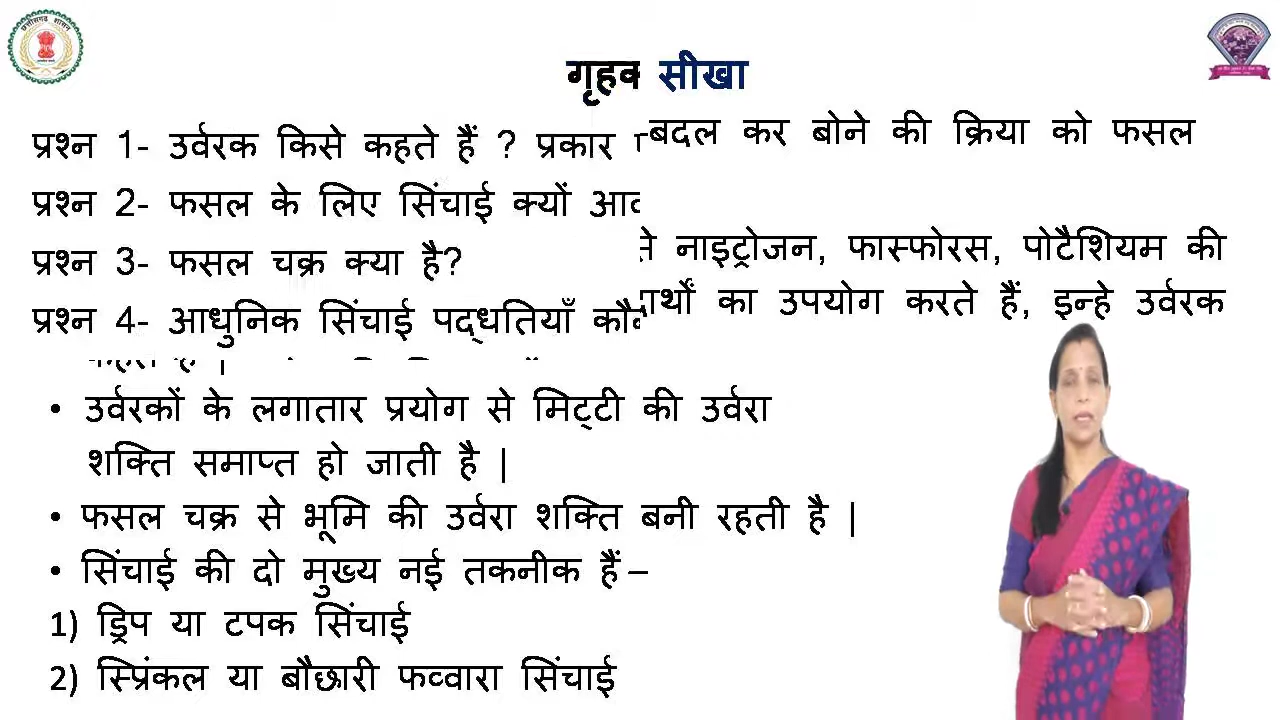 सीखा
प्रश्न 1- उर्वरक किसे कहते हैं ? प्रकार
बदल कर बोने की क्रिया को फसल
प्रश्न 2- फसल के लिए सिंचाई क्यों
नाइट्रोजन, फास्फोरस, पोटैशियम की
प्रश्न 3- फसल चक्र क्या है?
का उपयोग करते हैं, इन्हे उर्वरक
प्रश्न 4- आधुनिक सिंचाई पद्धतियाँ
• उर्वरकों के लगातार प्रयोग से मिट्टी की उर्वरा
शक्ति समाप्त हो जाती है |
• फसल चक्र से भूमि की उर्वरा शक्ति बनी रहती है |
• सिंचाई की दो मुख्य नई तकनीक हैं –
1) ड्रिप या टपक सिंचाई
2) स्प्रिंकल या बौछारी फव्वारा सिंचाई